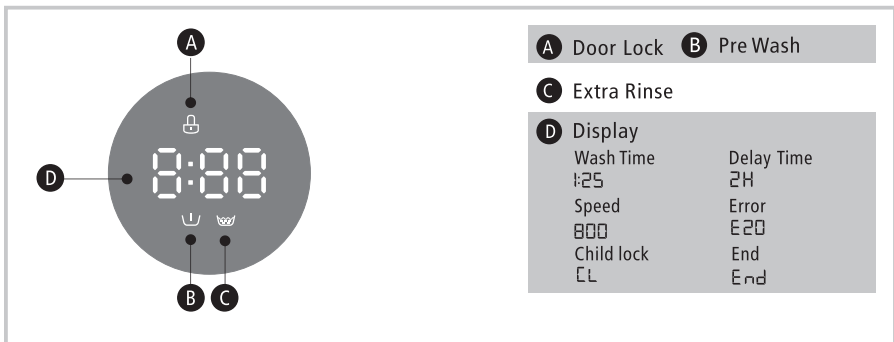 A
8:88
D
B C
A Door Lock B Pre Wash
C Extra Rinse
D Display
Wash Time Delay Time
1:25 2H
Speed Error
800 E20
Child lock End
CL End